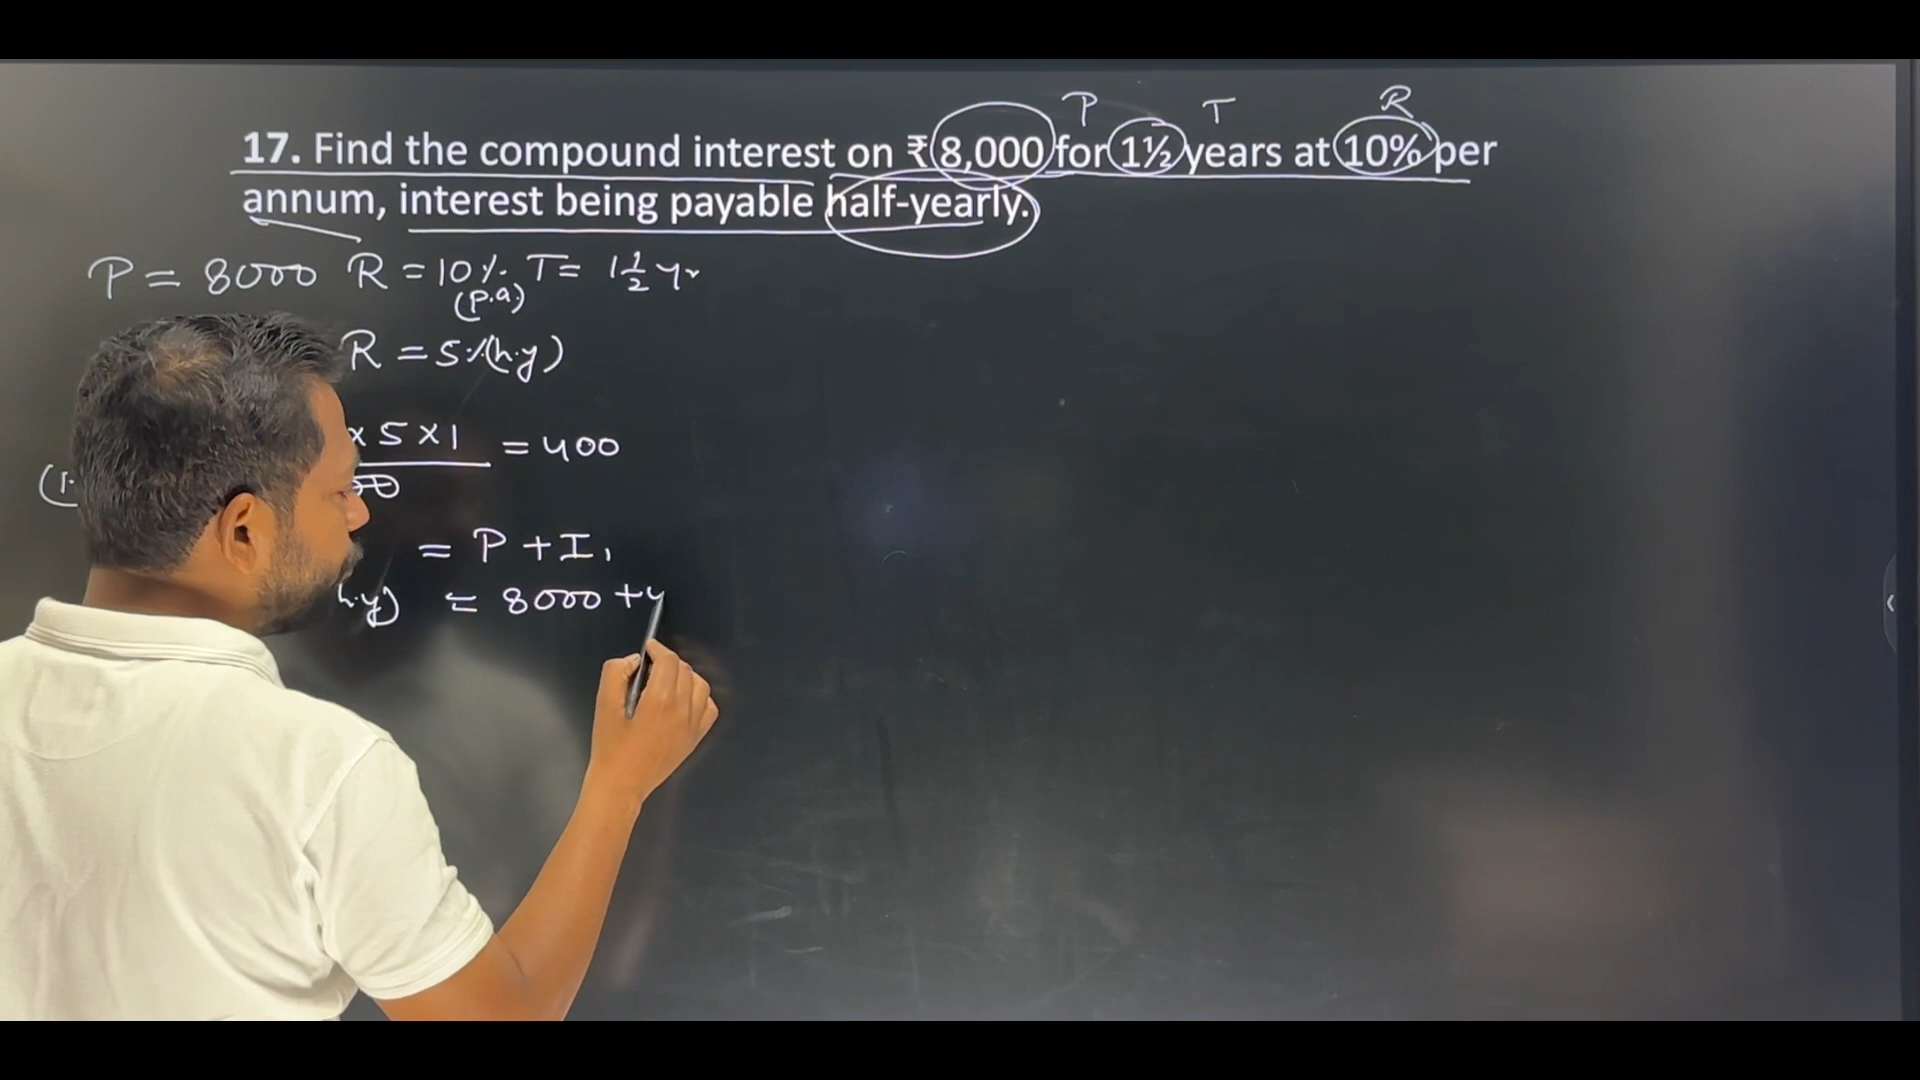 P T R
17. Find the compound interest on ₹ 8,000 for 1½ years at 10% per
annum, interest being payable half-yearly.
P = 8000 R = 10% T = 1½ yr
(p.a)
R = 5% (h.y)
x 5 x 1 = 400
= P + I₁
h.y) = 8000 + 4